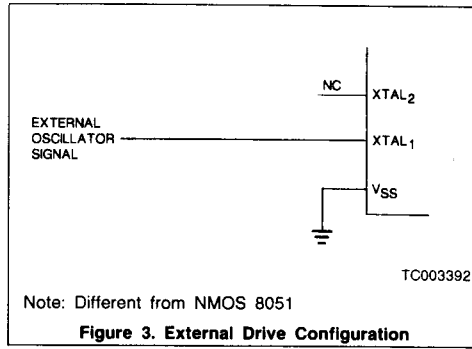 NC
XTAL2
EXTERNAL
OSCILLATOR
SIGNAL
XTAL1
VSS
TC003392
Note: Different from NMOS 8051
Figure 3. External Drive Configuration